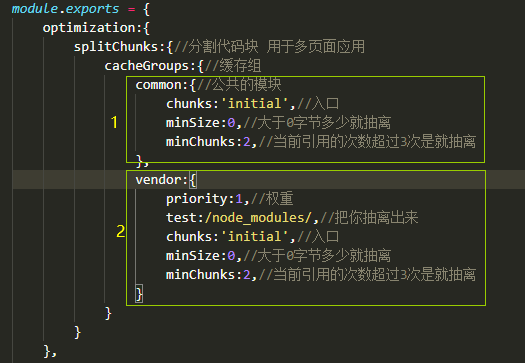 module.exports = {
optimization:{
splitChunks:{//分割代码块 用于多页面应用
cacheGroups:{//缓存组
common:{//公共的模块
chunks:'initial',//入口
1 minSize:0,//大于0字节多少就抽离
minChunks:2,//当前引用的次数超过3次是就抽离
},
vendor:{
priority:1,//权重
test:/node_modules/,//把你抽离出来
2 chunks:'initial',//入口
minSize:0,//大于0字节多少就抽离
minChunks:2,//当前引用的次数超过3次是就抽离
}
}
}
},